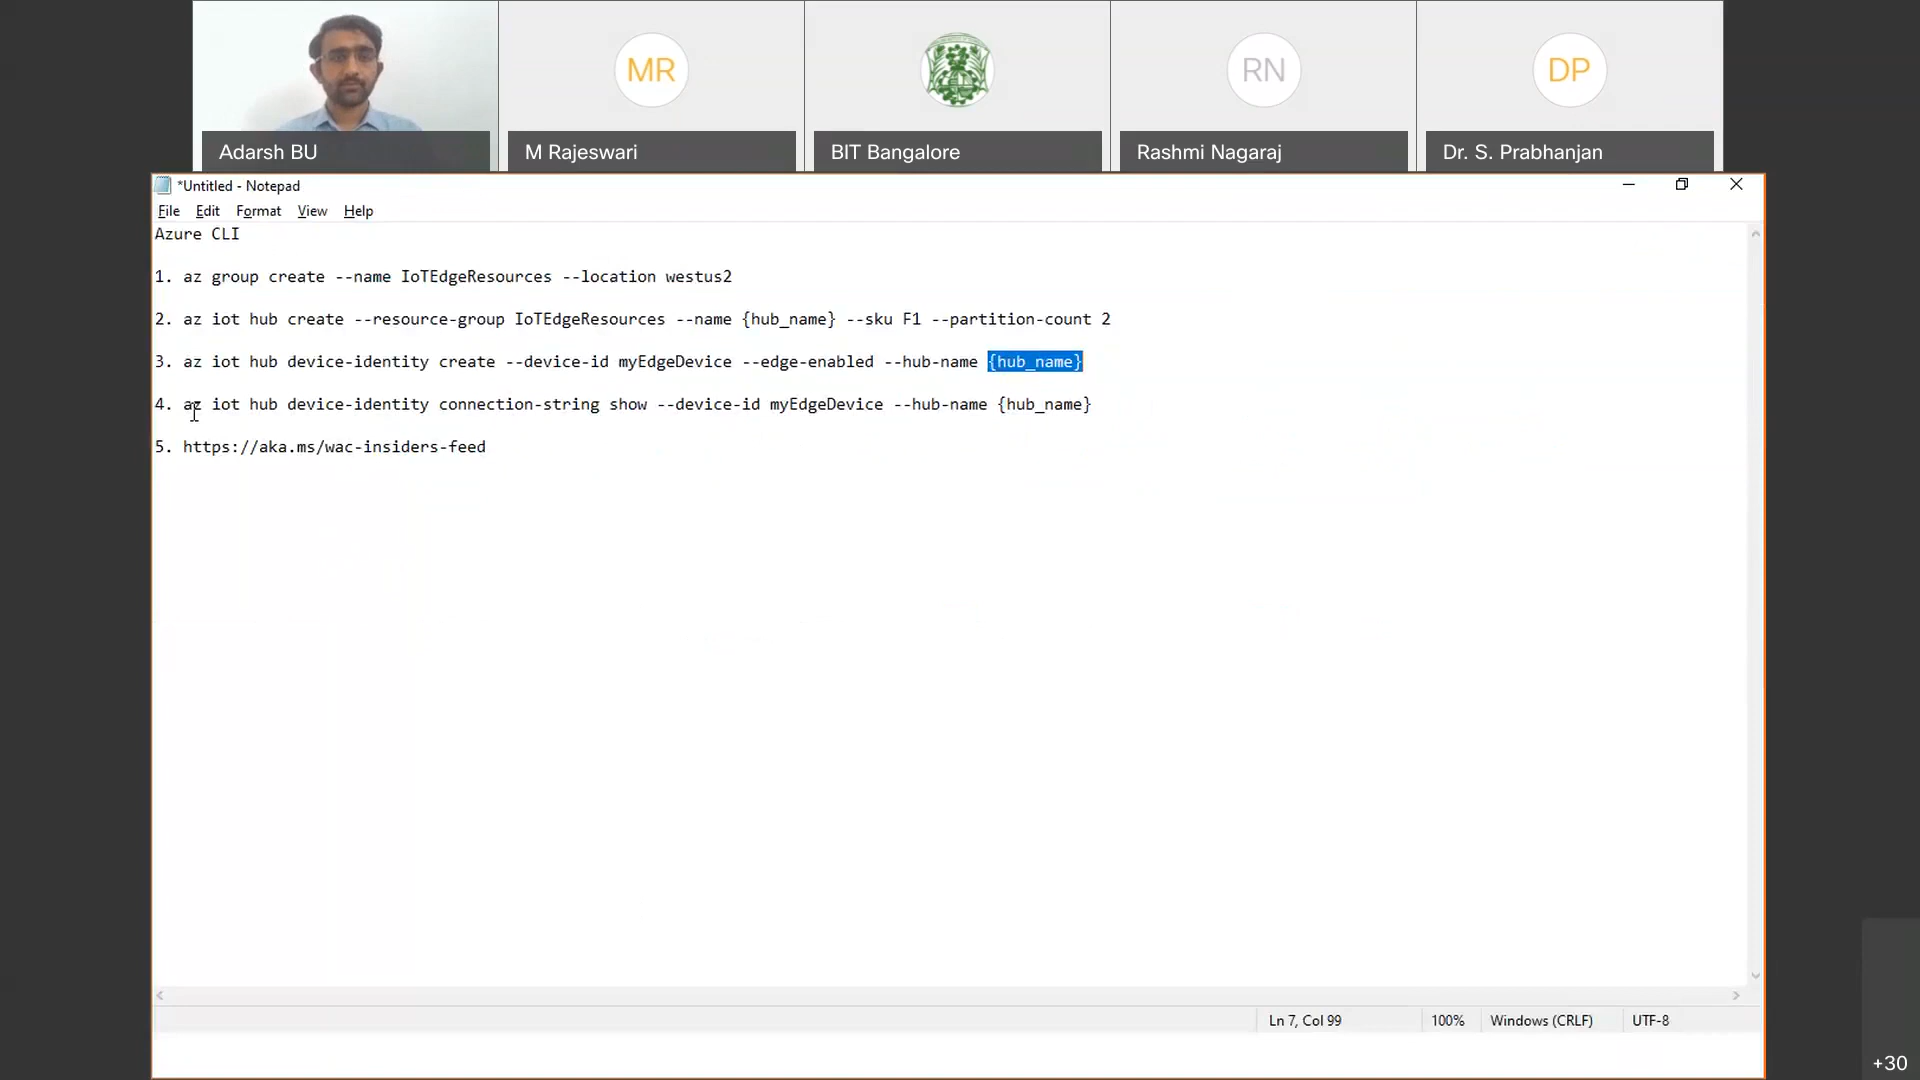 MR
RN
DP
Adarsh BU
M Rajeswari
BIT Bangalore
Rashmi Nagaraj
Dr. S. Prabhanjan
*Untitled - Notepad
File Edit Format View Help
Azure CLI
1. az group create --name IoTEdgeResources --location westus2
2. az iot hub create --resource-group IoTEdgeResources --name {hub_name} --sku F1 --partition-count 2
3. az iot hub device-identity create --device-id myEdgeDevice --edge-enabled --hub-name {hub_name}
4. az iot hub device-identity connection-string show --device-id myEdgeDevice --hub-name {hub_name}
5. https://aka.ms/wac-insiders-feed
Ln 7, Col 99 100% Windows (CRLF) UTF-8
+30